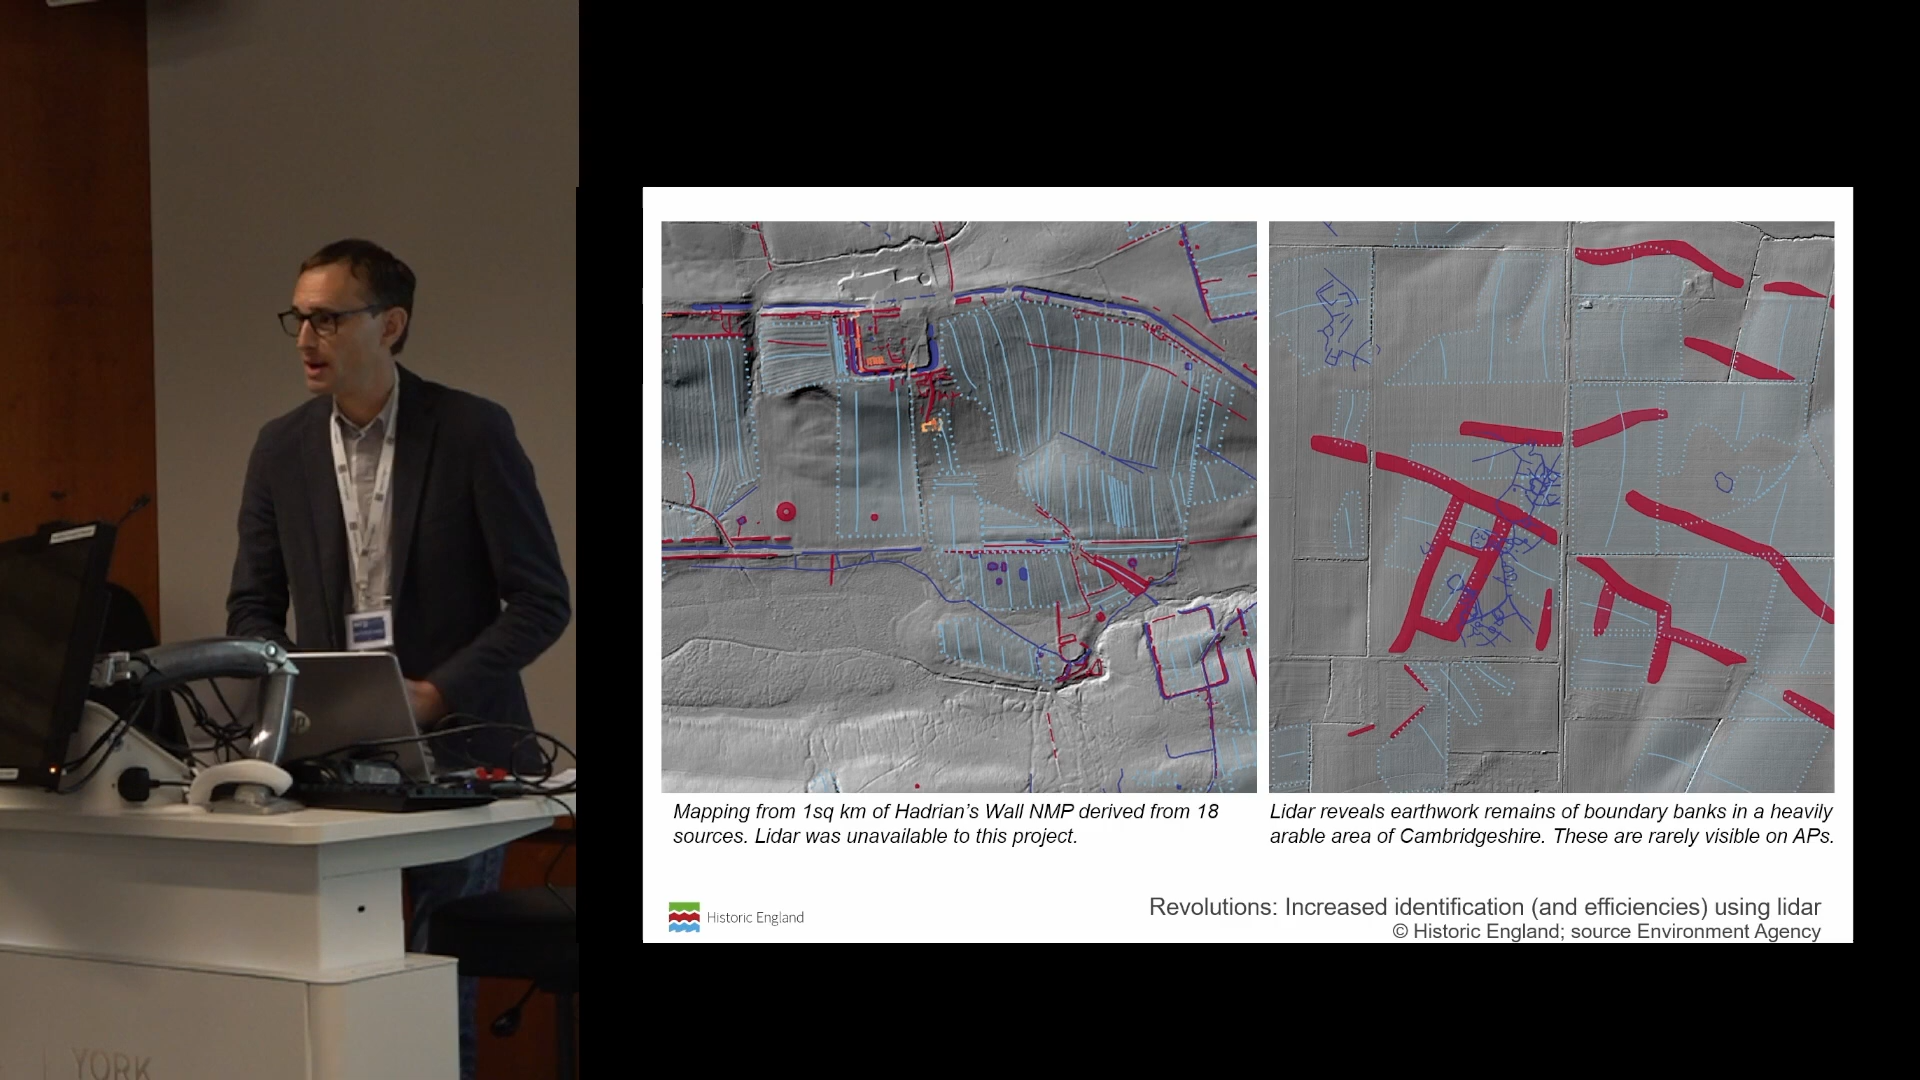 Mapping from 1sq km of Hadrian's Wall NMP derived from 18
sources. Lidar was unavailable to this project.
Lidar reveals earthwork remains of boundary banks in a heavily
arable area of Cambridgeshire. These are rarely visible on APs.
Historic England
Revolutions: Increased identification (and efficiencies) using lidar
© Historic England; source Environment Agency
YORK